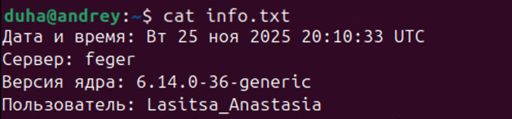 duha@andrey:~$ cat info.txt
Дата и время: Вт 25 ноя 2025 20:10:33 UTC
Сервер: feger
Версия ядра: 6.14.0-36-generic
Пользователь: Lasitsa_Anastasia